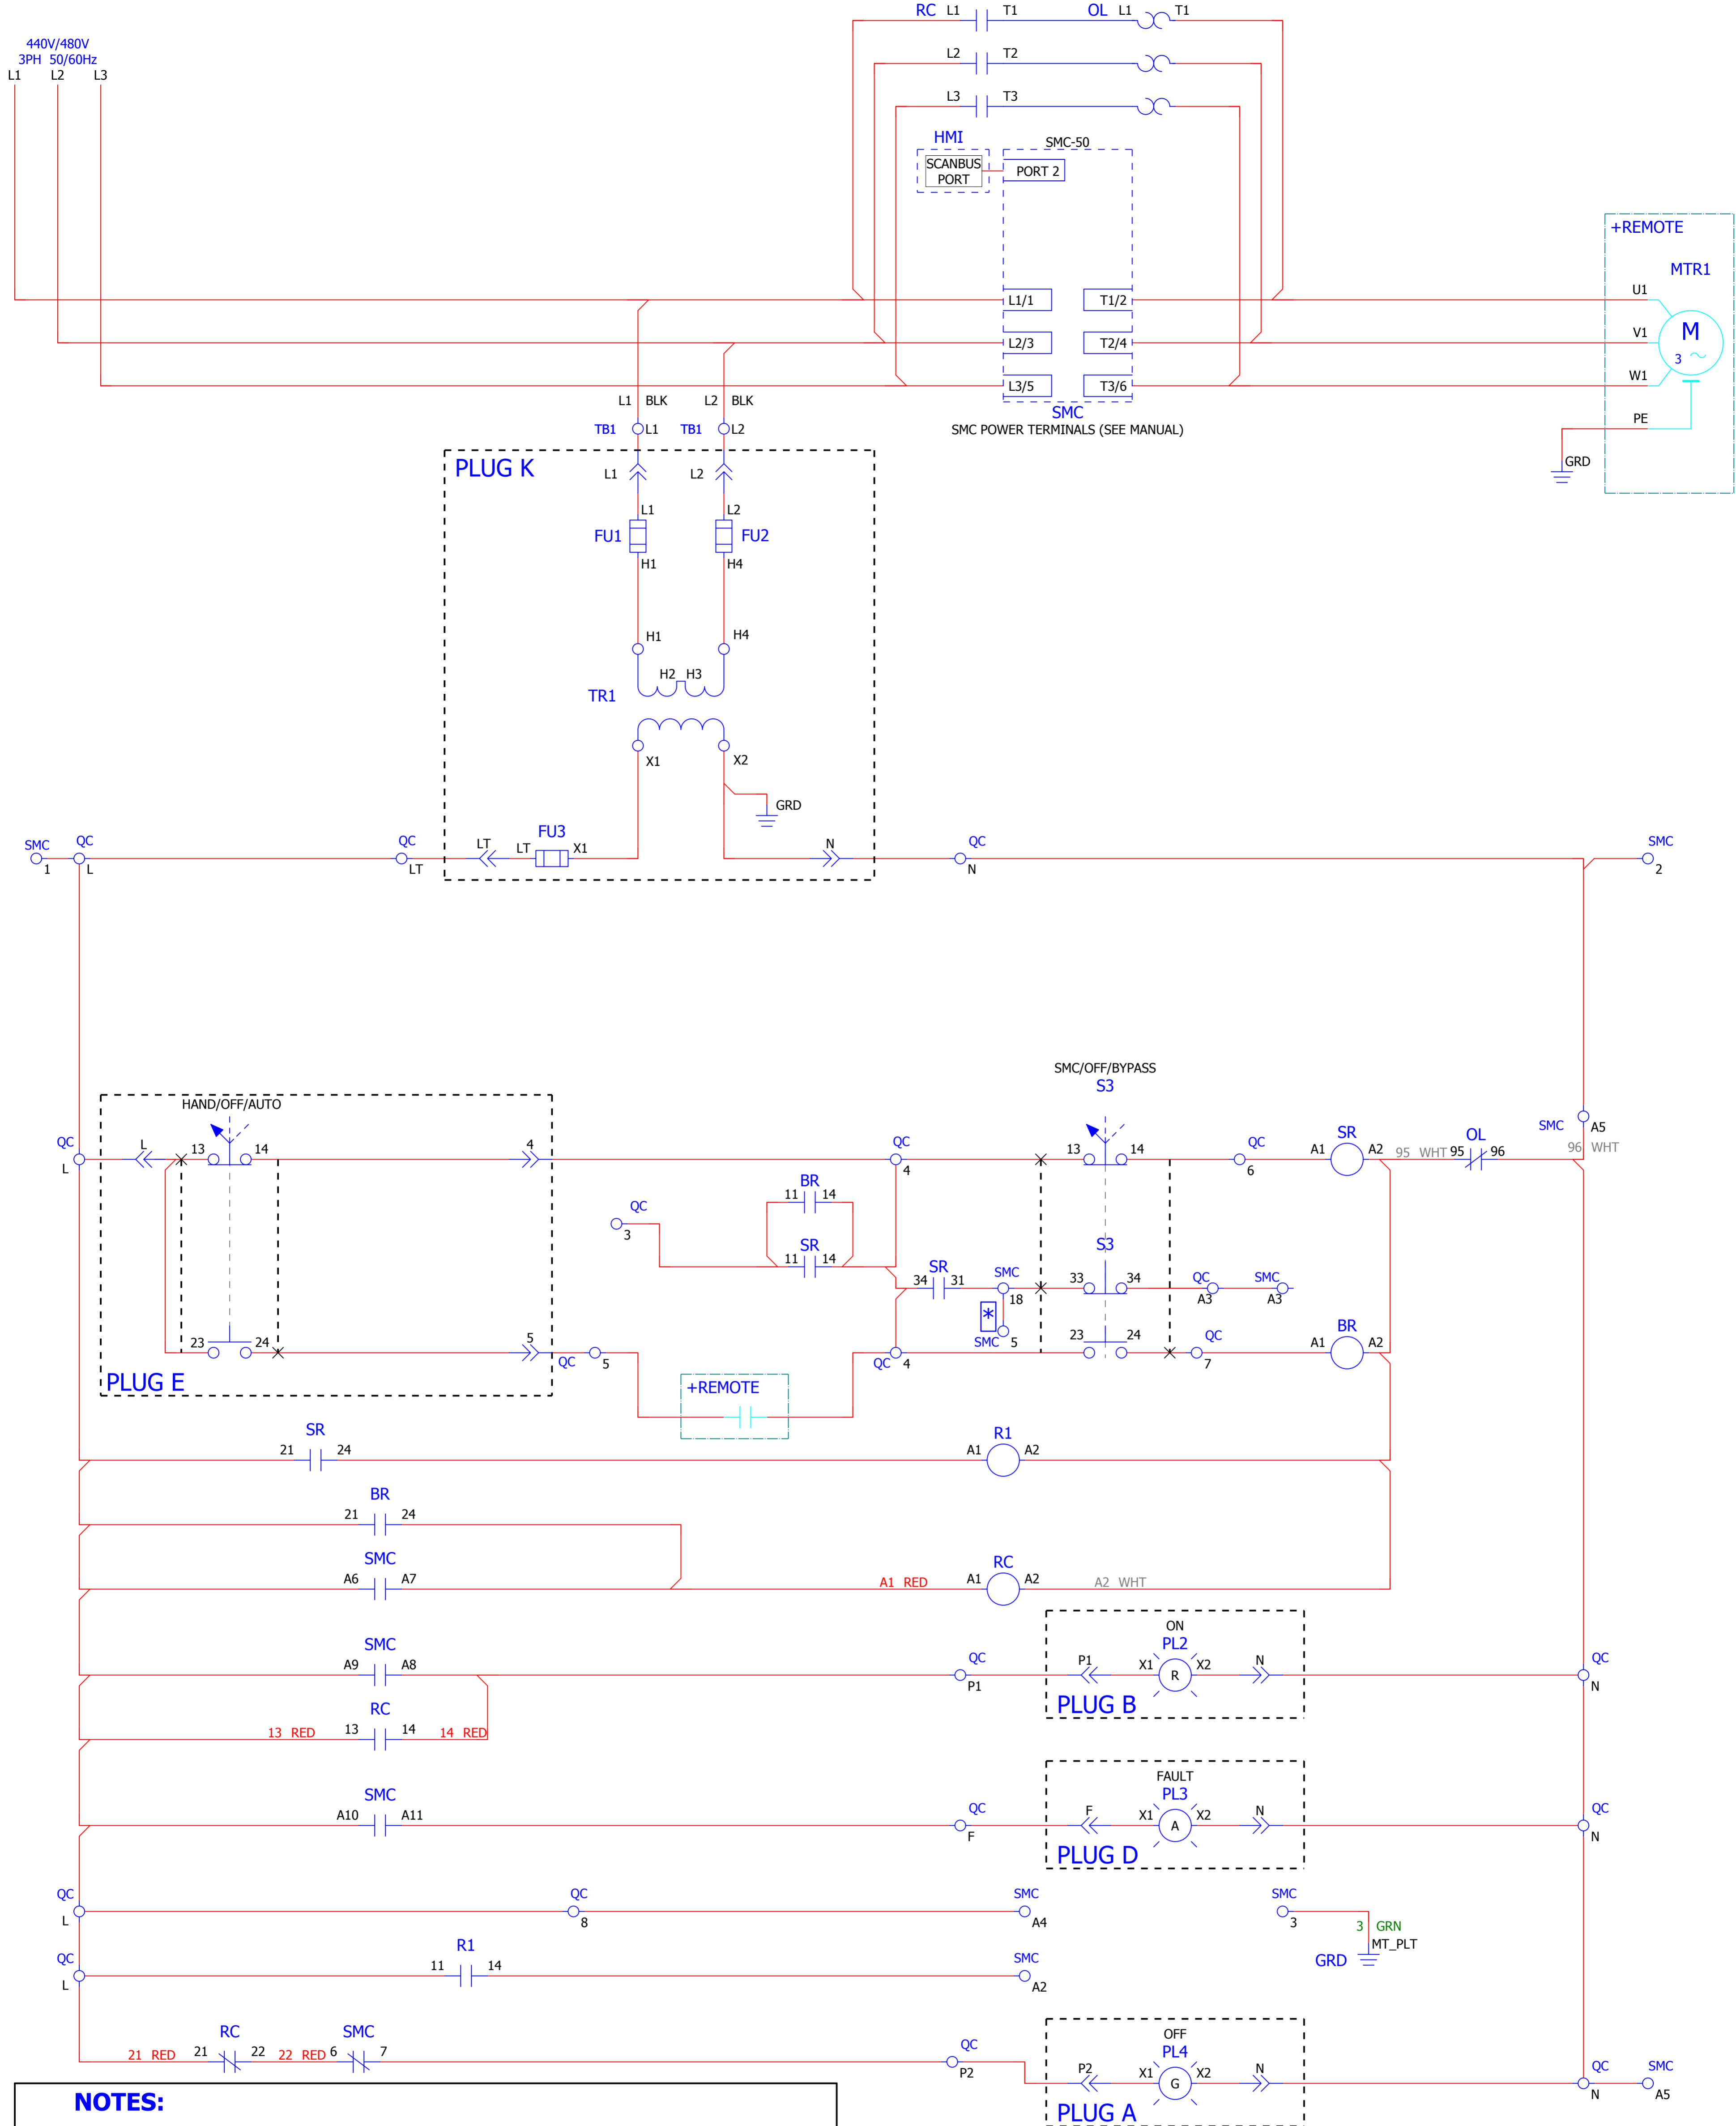 RC L1 T1 OL L1 T1
440V/480V
3PH 50/60Hz
L1 L2 L3
L2 T2
L3 T3
HMI
SMC-50
SCANBUS
PORT
PORT 2
+REMOTE
MTR1
L1/1 T1/2 U1
L2/3 T2/4 V1 M
3
L3/5 T3/6 W1
L1 BLK L2 BLK
SMC
PE
TB1 L1 TB1 L2
SMC POWER TERMINALS (SEE MANUAL)
PLUG K
GRD
L1 L2
L1 L2
FU1 FU2
H1 H4
H1 H4
H2 H3
TR1
X1 X2
GRD
SMC QC QC FU3 QC SMC
LT LT X1 N
1 L LT N 2
SMC/OFF/BYPASS
S3
HAND/OFF/AUTO
SMC A5
QC L 13 14 4 QC 13 14 QC SR OL
A1 A2 95 WHT 95 96 96 WHT
L 4 6
BR
11 14
QC
3
SR S3
11 14
SR SMC QC SMC
34 31 33 34
18 A3 A3
*
23 24 5 SMC 5 23 24 QC BR
A1 A2
QC 5 QC 4 7
PLUG E
+REMOTE
SR R1
21 24 A1 A2
BR
21 24
SMC RC
A6 A7 A1 RED A1 A2 A2 WHT
ON
SMC PL2
A9 A8 QC P1 X1 R X2 N QC
P1 N
RC PLUG B
13 RED 13 14 14 RED
FAULT
SMC PL3
A10 A11 QC F X1 A X2 N QC
F N
PLUG D
QC QC SMC SMC
L 8 A4 3
3 GRN
MT_PLT
GRD
QC R1 SMC
L 11 14 A2
RC SMC OFF
21 RED 21 22 22 RED 6 7 QC PL4
P2 P2 X1 G X2 N QC SMC
N A5
NOTES:
PLUG A